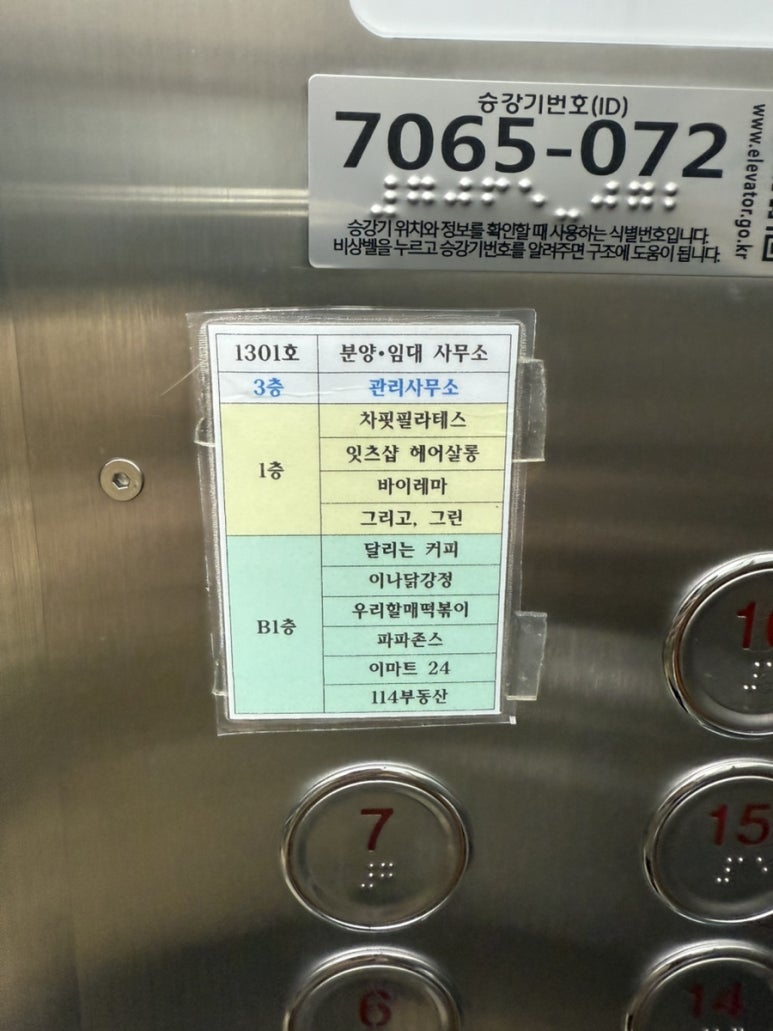 승강기번호(ID)
7065-072
승강기 위치와 정보를 확인할 때 사용하는 식별번호입니다.
비상벨을 누르고 승강기번호를 알려주면 구조에 도움이 됩니다.
www.elevator.go.kr
1301호 분양•임대 사무소
3층 관리사무소
1층 차핏필라테스
잇츠샵 헤어살롱
바이레마
그리고, 그린
B1층 달리는 커피
이나닭강정
우리할매떡볶이
파파존스
이마트 24
114부동산
7
15
6
14